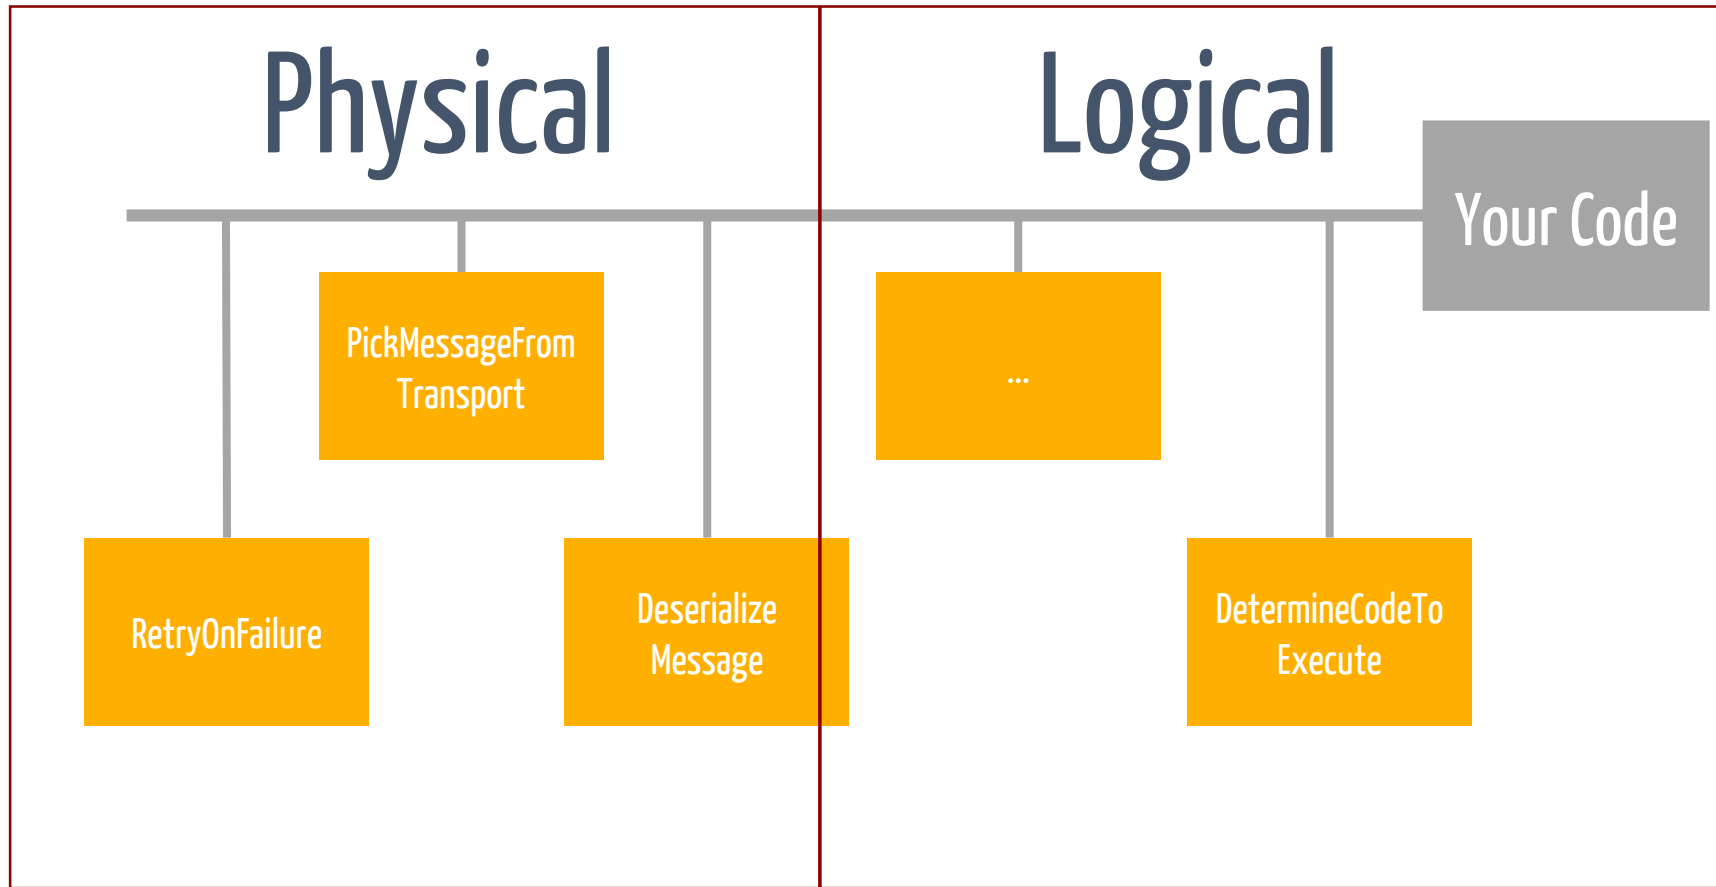 Physical
Logical
Your Code
PickMessageFrom
Transport
...
RetryOnFailure
Deserialize
Message
DetermineCodeTo
Execute